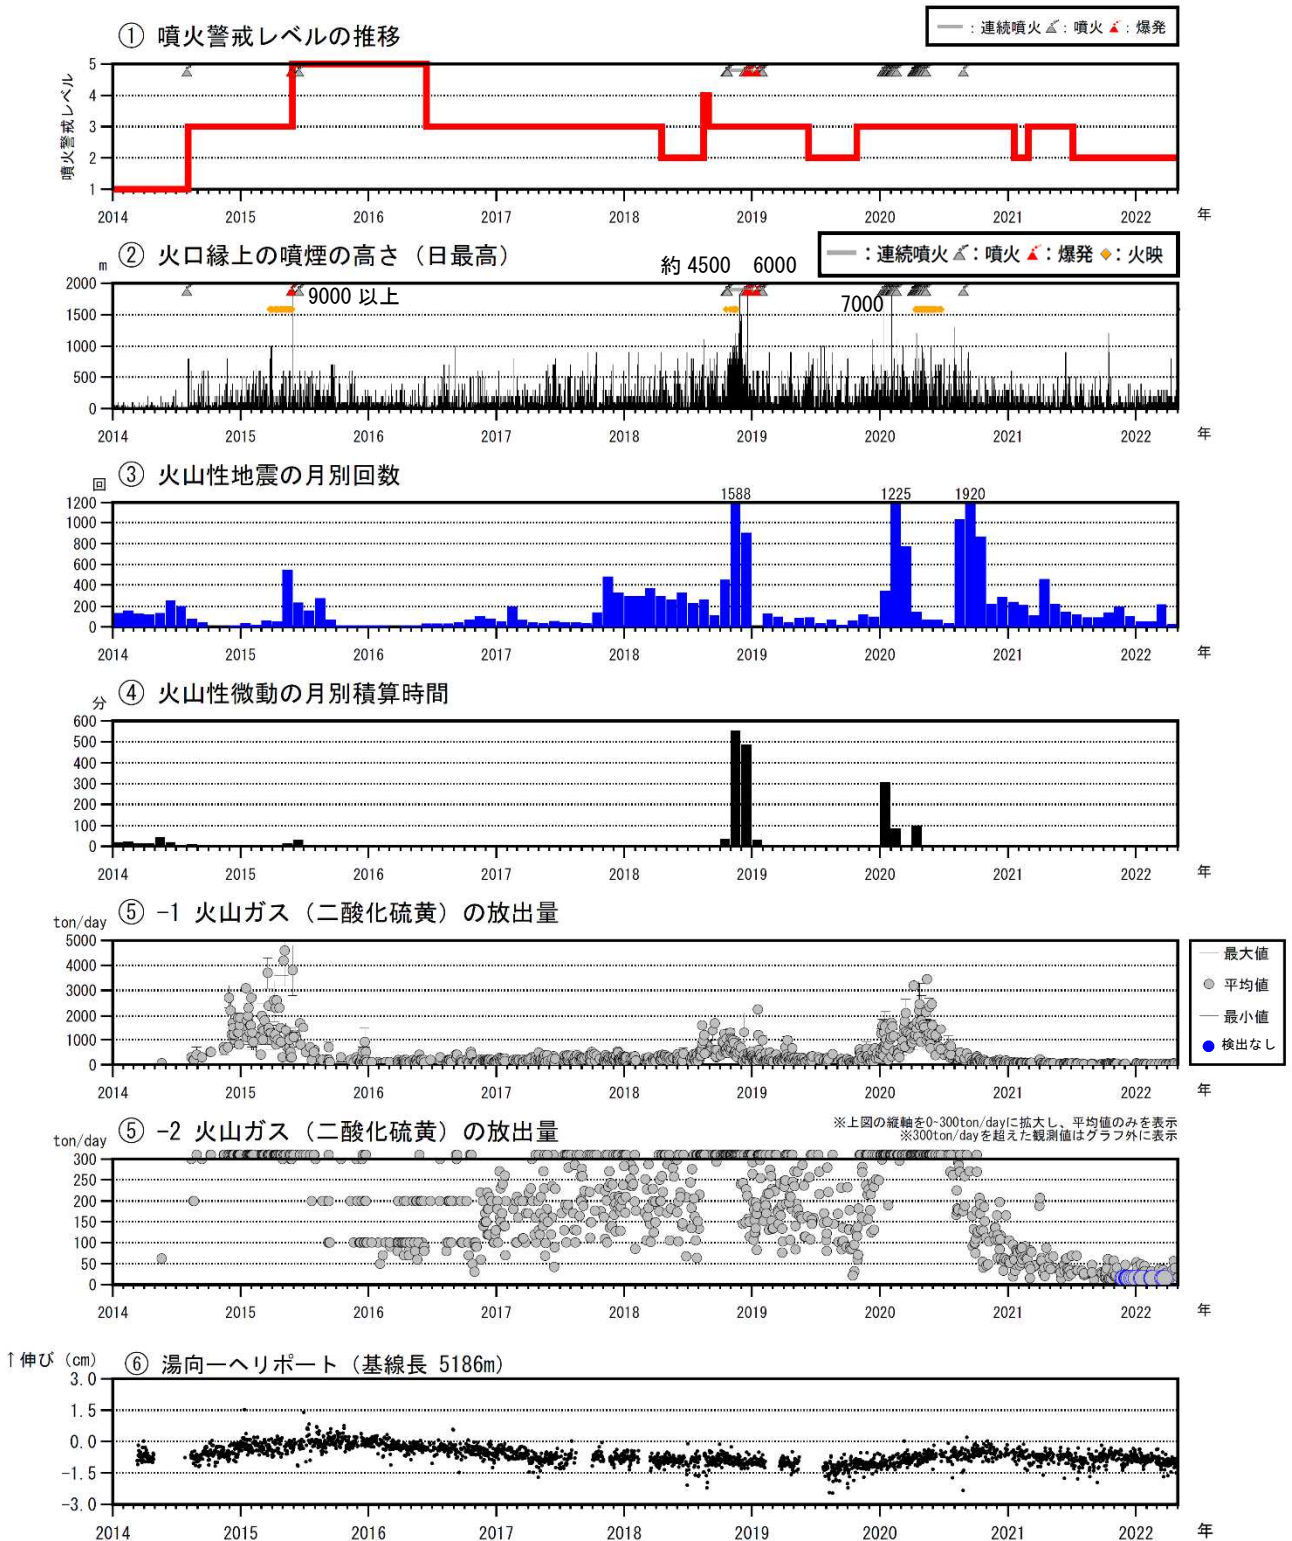 ① 噴火警戒レベルの推移
━ : 連続噴火 : 噴火 : 爆発
噴火警戒レベル
5
4
3
2
1
2014 2015 2016 2017 2018 2019 2020 2021 2022 年
② 火口縁上の噴煙の高さ（日最高）
約 4500 6000
━ : 連続噴火 : 噴火 : 爆発 ◆ : 火映
m
2000
1500
1000
500
0
9000 以上
7000
2014 2015 2016 2017 2018 2019 2020 2021 2022 年
③ 火山性地震の月別回数
回
1588 1225 1920
1200
1000
800
600
400
200
0
2014 2015 2016 2017 2018 2019 2020 2021 2022 年
④ 火山性微動の月別積算時間
分
600
500
400
300
200
100
0
2014 2015 2016 2017 2018 2019 2020 2021 2022 年
⑤ -1 火山ガス（二酸化硫黄）の放出量
ton/day
5000
4000
3000
2000
1000
0
最大値
平均値
最小値
検出なし
2014 2015 2016 2017 2018 2019 2020 2021 2022 年
⑤ -2 火山ガス（二酸化硫黄）の放出量
※上図の縦軸を0-300ton/dayに拡大し、平均値のみを表示
※300ton/dayを超えた観測値はグラフ外に表示
ton/day
300
250
200
150
100
50
0
2014 2015 2016 2017 2018 2019 2020 2021 2022 年
⑥ 湯向ーヘリポート（基線長 5186m）
↑伸び（cm）
3.0
1.5
0.0
-1.5
-3.0
2014 2015 2016 2017 2018 2019 2020 2021 2022 年